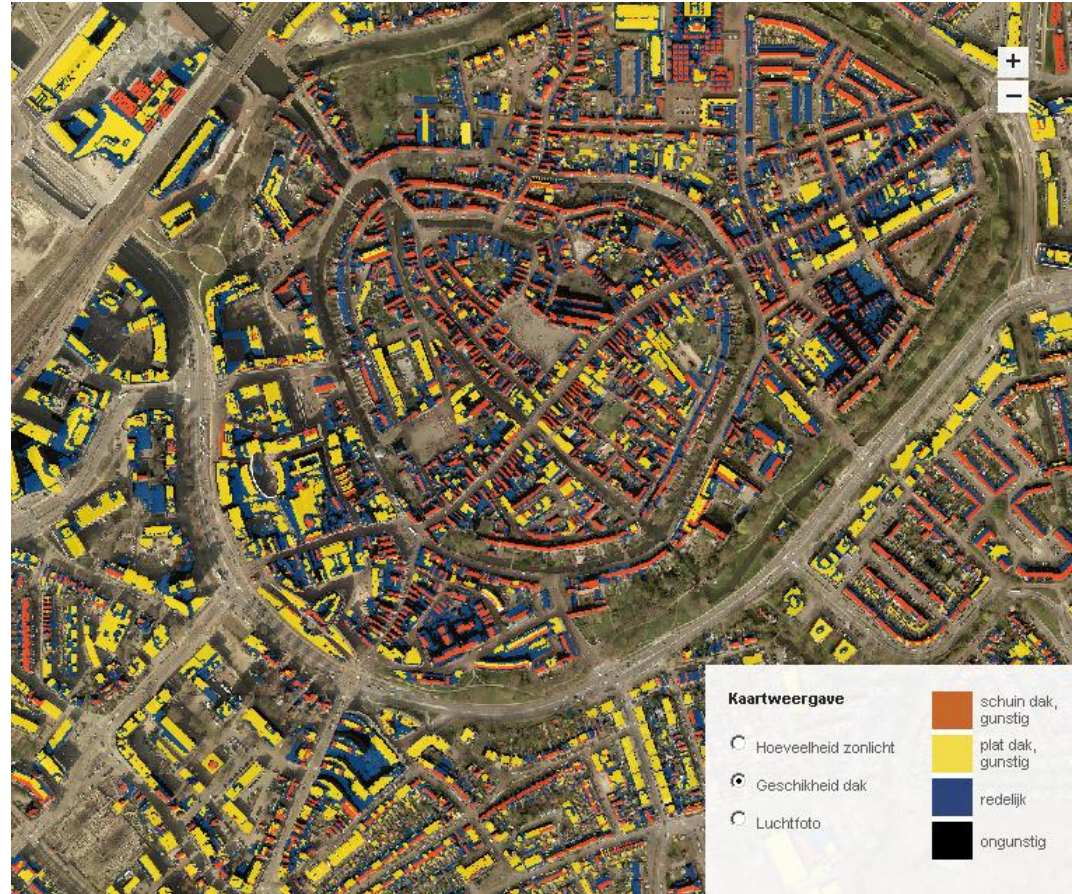 +
−
Kaartweergave
Hoeveelheid zonlicht
Geschikheid dak
Luchtfoto
schuin dak,
gunstig
plat dak,
gunstig
redelijk
ongunstig